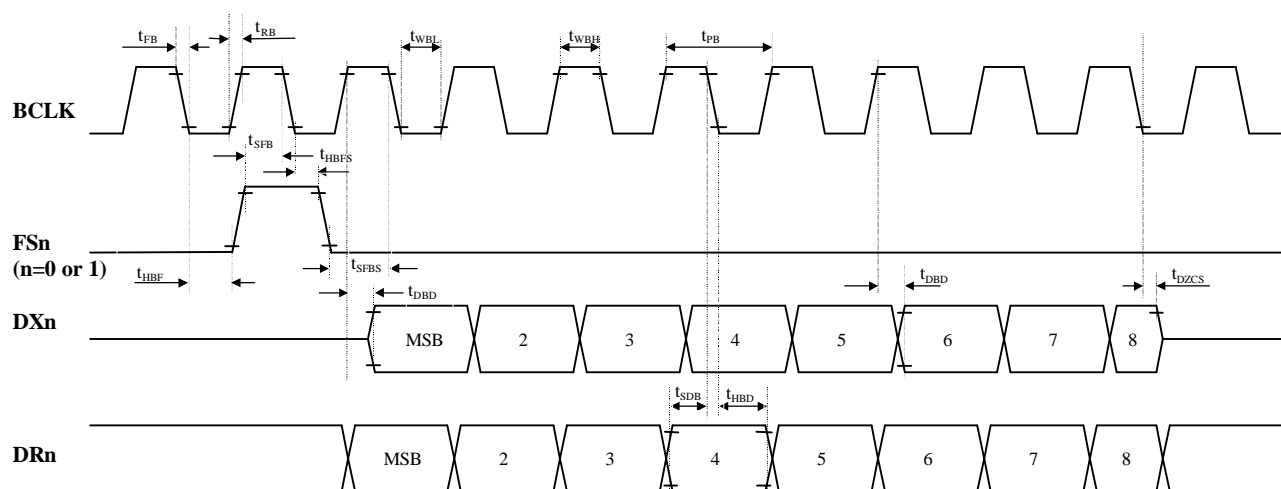 tFB tRB tWBL tWBH tPB
BCLK
tSFB
tHBFS
FSn
(n=0 or 1)
tHBF tSFBS
tDBD tDBD tDZCS
DXn MSB 2 3 4 5 6 7 8
tSDB tHBD
DRn MSB 2 3 4 5 6 7 8